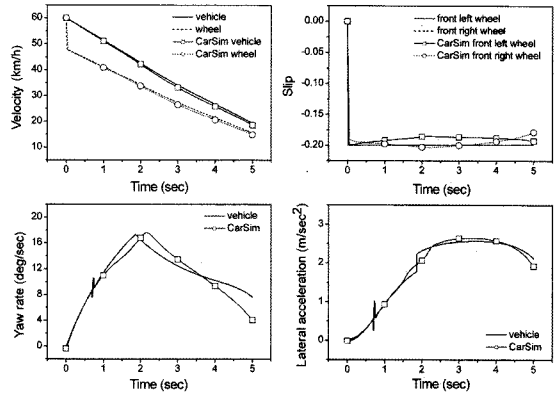 Velocity (km/h)
60
50
40
30
20
10
vehicle
wheel
CarSim vehicle
CarSim wheel
0 1 2 3 4 5
Time (sec)
Slip
0.00
-0.05
-0.10
-0.15
-0.20
front left wheel
front right wheel
CarSim front left wheel
CarSim front right wheel
0 1 2 3 4 5
Time (sec)
Yaw rate (deg/sec)
20
16
12
8
4
0
vehicle
CarSim
0 1 2 3 4 5
Time (sec)
Lateral acceleration (m/sec²)
3
2
1
0
vehicle
CarSim
0 1 2 3 4 5
Time (sec)